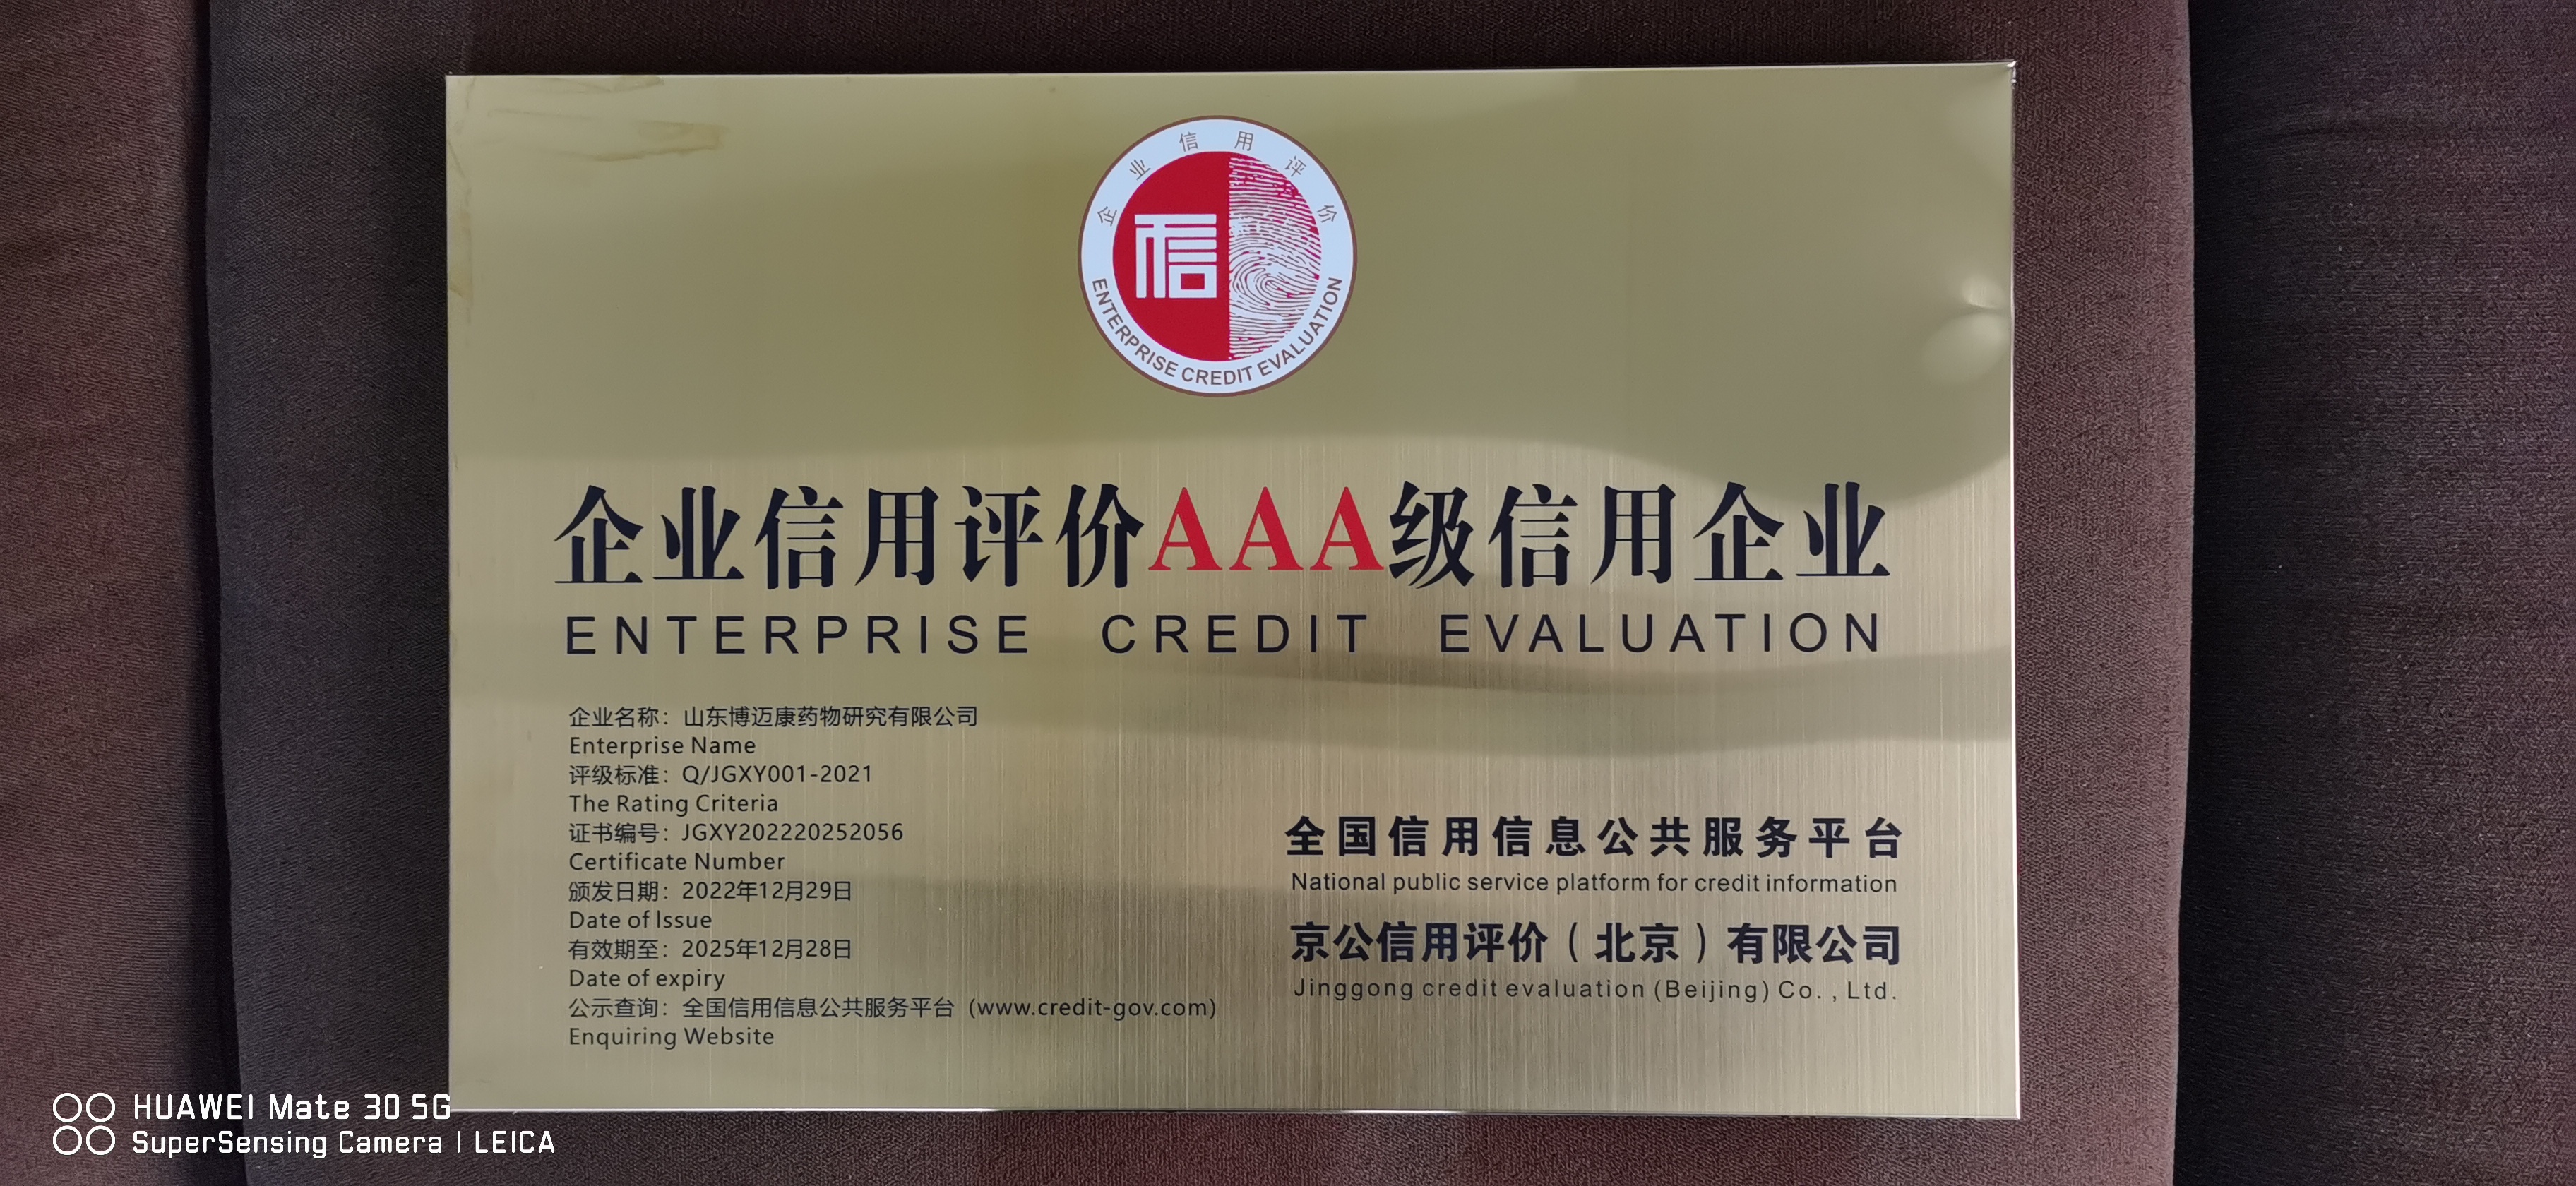 企业信用评价
信
ENTERPRISE CREDIT EVALUATION
企业信用评价AAA级信用企业
ENTERPRISE CREDIT EVALUATION
企业名称：山东博迈康药物研究有限公司
Enterprise Name
评级标准：Q/JGXY001-2021
The Rating Criteria
证书编号：JGXY202220252056
Certificate Number
颁发日期：2022年12月29日
Date of Issue
有效期至：2025年12月28日
Date of expiry
公示查询：全国信用信息公共服务平台 (www.credit-gov.com)
Enquiring Website
全国信用信息公共服务平台
National public service platform for credit information
京公信用评价（北京）有限公司
Jinggong credit evaluation (Beijing) Co. , Ltd.
HUAWEI Mate 30 5G
SuperSensing Camera | LEICA